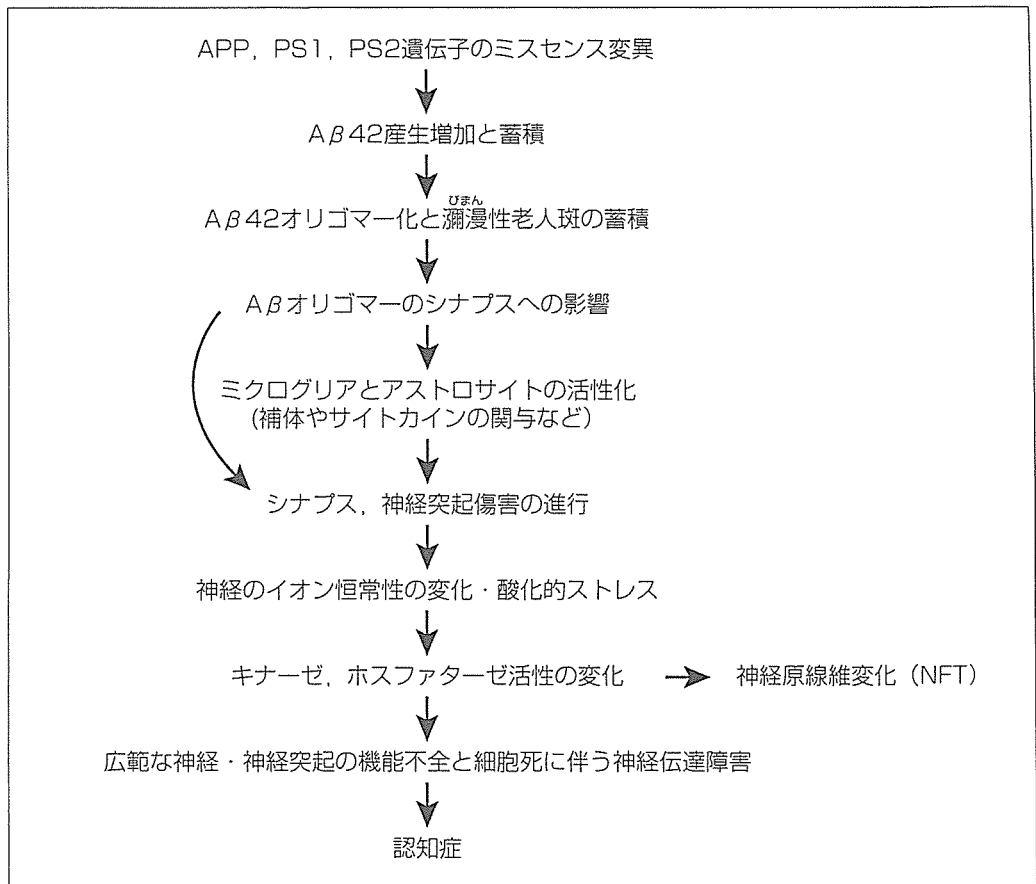 APP，PS1，PS2遺伝子のミスセンス変異
Aβ42産生増加と蓄積
びまん
Aβ42オリゴマー化と瀰漫性老人斑の蓄積
Aβオリゴマーのシナプスへの影響
ミクログリアとアストロサイトの活性化
(補体やサイトカインの関与など)
シナプス，神経突起傷害の進行
神経のイオン恒常性の変化・酸化的ストレス
キナーゼ，ホスファターゼ活性の変化
神経原線維変化（NFT）
広範な神経・神経突起の機能不全と細胞死に伴う神経伝達障害
認知症